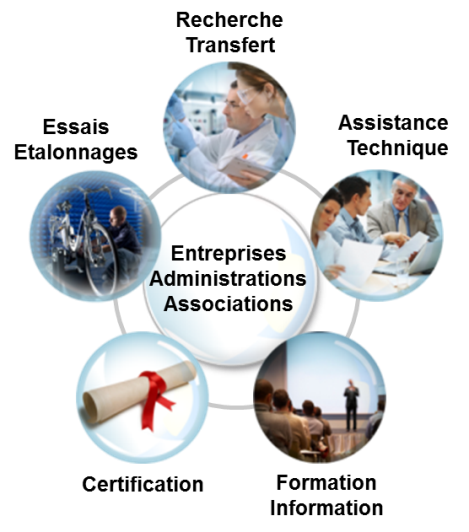 Recherche
Transfert
Essais
Etalonnages
Assistance
Technique
Entreprises
Administrations
Associations
Certification
Formation
Information